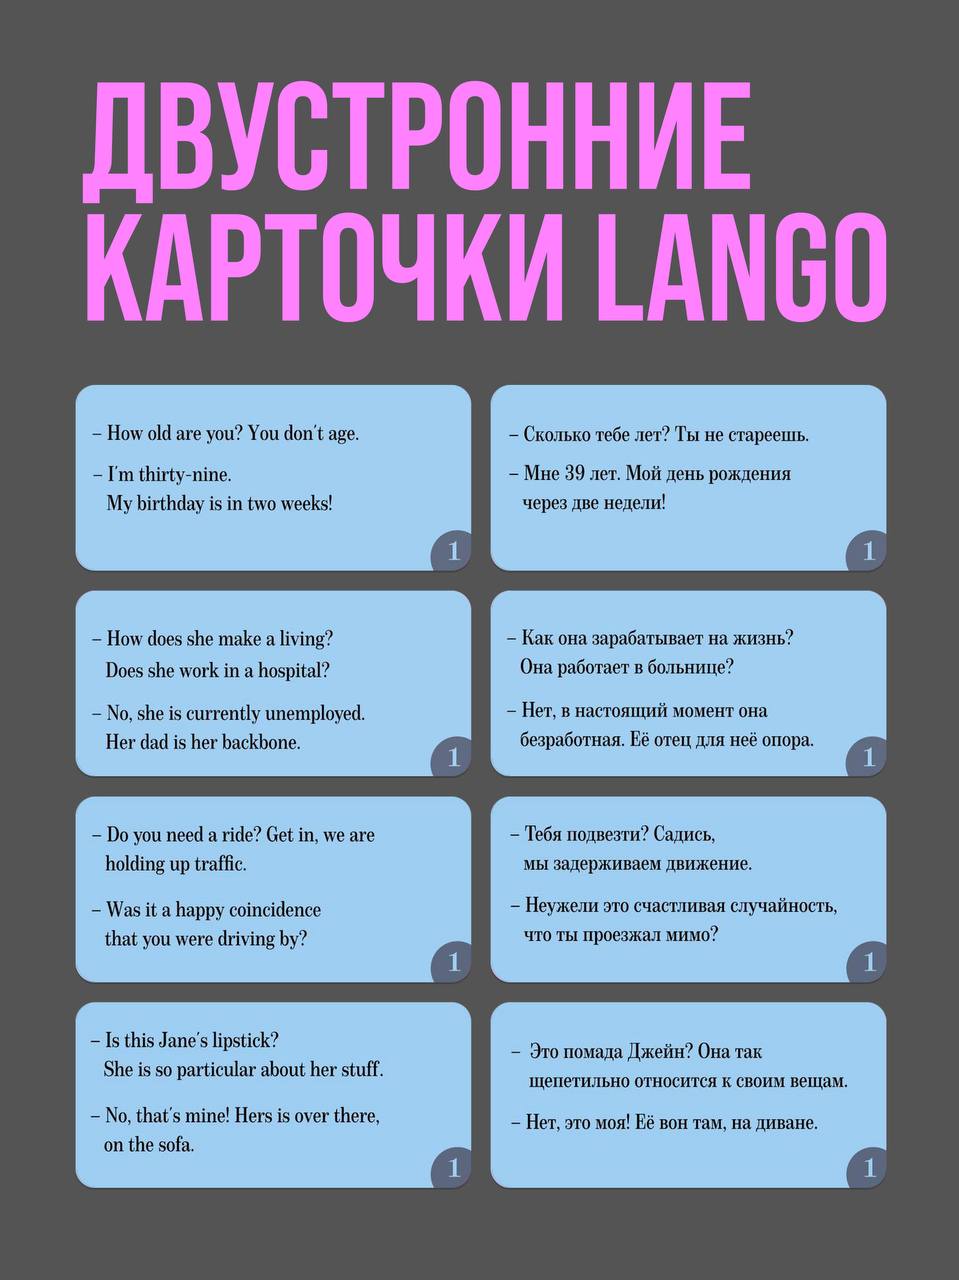 ДВУСТРОННИЕ
КАРТОЧКИ LANGO
– How old are you? You don't age.
– I'm thirty-nine.
My birthday is in two weeks!
1
– Сколько тебе лет? Ты не стареешь.
– Мне 39 лет. Мой день рождения
через две недели!
1
– How does she make a living?
Does she work in a hospital?
– No, she is currently unemployed.
Her dad is her backbone.
1
– Как она зарабатывает на жизнь?
Она работает в больнице?
– Нет, в настоящий момент она
безработная. Её отец для неё опора.
1
– Do you need a ride? Get in, we are
holding up traffic.
– Was it a happy coincidence
that you were driving by?
1
– Тебя подвезти? Садись,
мы задерживаем движение.
– Неужели это счастливая случайность,
что ты проезжал мимо?
1
– Is this Jane's lipstick?
She is so particular about her stuff.
– No, that's mine! Hers is over there,
on the sofa.
1
– Это помада Джейн? Она так
щепетильно относится к своим вещам.
– Нет, это моя! Её вон там, на диване.
1